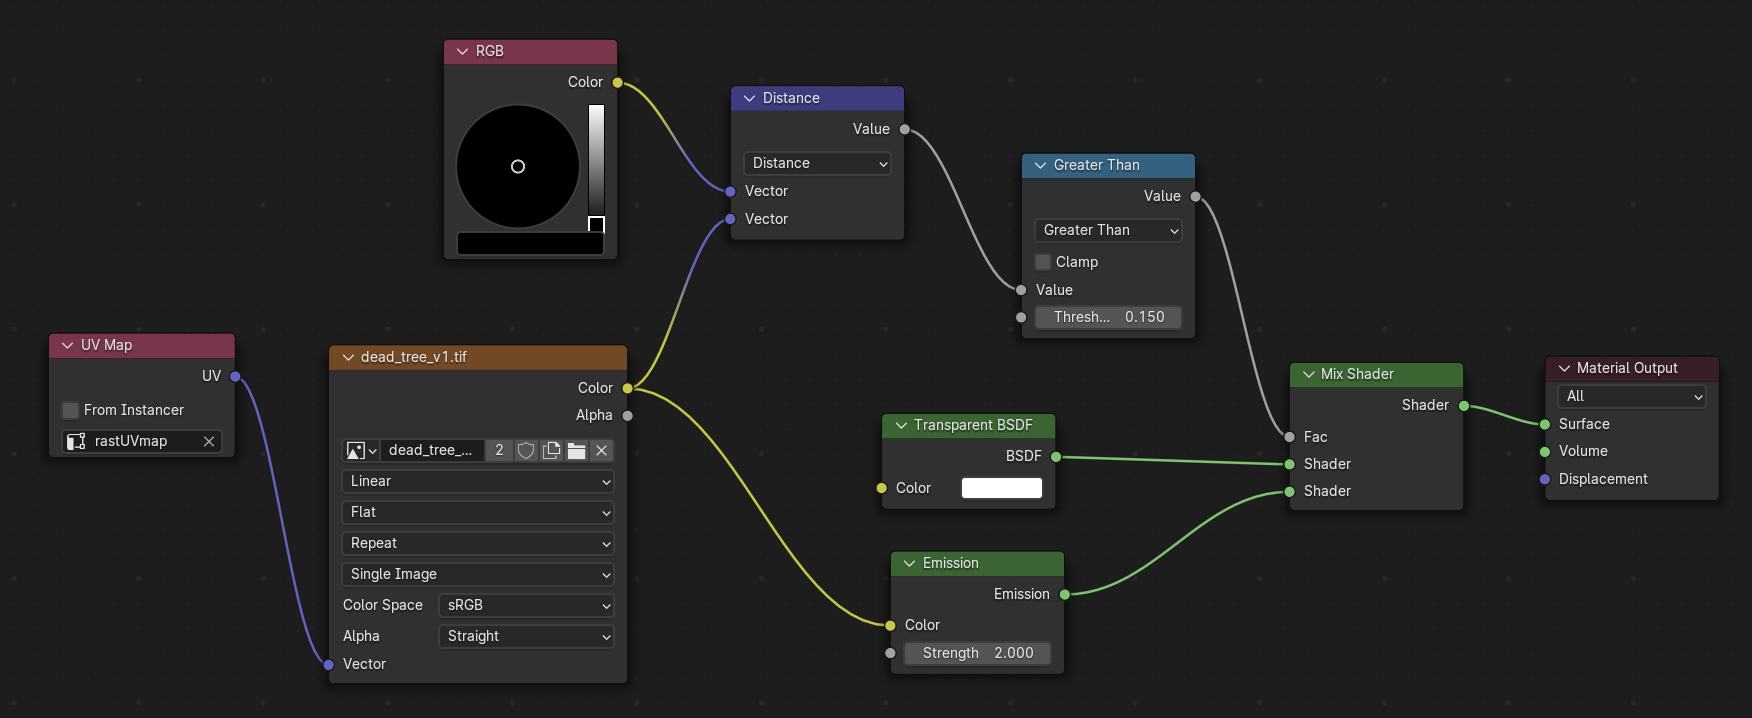 RGB
Color
Distance
Value
Distance
Vector
Vector
Greater Than
Value
Greater Than
Clamp
Value
Thresh... 0.150
UV Map
UV
From Instancer
rastUVmap
dead_tree_v1.tif
Color
Alpha
dead_tree_... 2
Linear
Flat
Repeat
Single Image
Color Space sRGB
Alpha Straight
Vector
Transparent BSDF
BSDF
Color
Emission
Emission
Color
Strength 2.000
Mix Shader
Shader
Fac
Shader
Shader
Material Output
All
Surface
Volume
Displacement